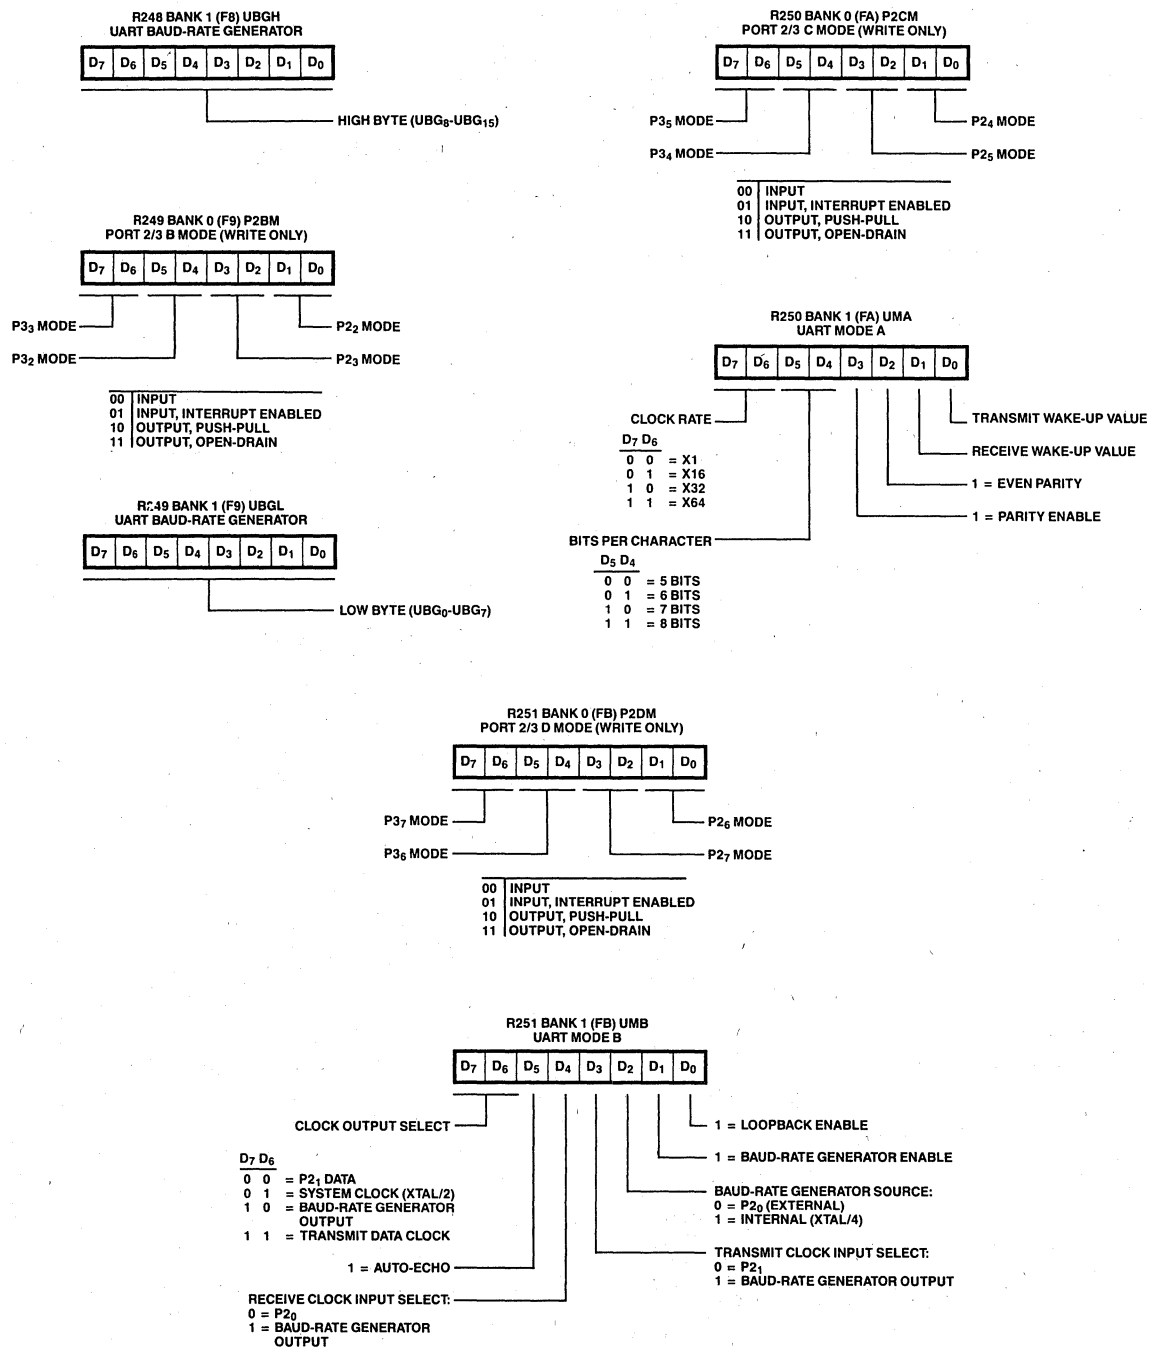 R248 BANK 1 (F8) UBGH
UART BAUD-RATE GENERATOR
D7 D6 D5 D4 D3 D2 D1 D0
HIGH BYTE (UBG8-UBG15)
R249 BANK 0 (F9) P2BM
PORT 2/3 B MODE (WRITE ONLY)
D7 D6 D5 D4 D3 D2 D1 D0
P33 MODE
P22 MODE
P32 MODE
P23 MODE
00 INPUT
01 INPUT, INTERRUPT ENABLED
10 OUTPUT, PUSH-PULL
11 OUTPUT, OPEN-DRAIN
R249 BANK 1 (F9) UBGL
UART BAUD-RATE GENERATOR
D7 D6 D5 D4 D3 D2 D1 D0
LOW BYTE (UBG0-UBG7)
R250 BANK 0 (FA) P2CM
PORT 2/3 C MODE (WRITE ONLY)
D7 D6 D5 D4 D3 D2 D1 D0
P35 MODE
P24 MODE
P34 MODE
P25 MODE
00 INPUT
01 INPUT, INTERRUPT ENABLED
10 OUTPUT, PUSH-PULL
11 OUTPUT, OPEN-DRAIN
R250 BANK 1 (FA) UMA
UART MODE A
D7 D6 D5 D4 D3 D2 D1 D0
CLOCK RATE
D7 D6
0 0 = X1
0 1 = X16
1 0 = X32
1 1 = X64
BITS PER CHARACTER
D5 D4
0 0 = 5 BITS
0 1 = 6 BITS
1 0 = 7 BITS
1 1 = 8 BITS
TRANSMIT WAKE-UP VALUE
RECEIVE WAKE-UP VALUE
1 = EVEN PARITY
1 = PARITY ENABLE
R251 BANK 0 (FB) P2DM
PORT 2/3 D MODE (WRITE ONLY)
D7 D6 D5 D4 D3 D2 D1 D0
P37 MODE
P26 MODE
P36 MODE
P27 MODE
00 INPUT
01 INPUT, INTERRUPT ENABLED
10 OUTPUT, PUSH-PULL
11 OUTPUT, OPEN-DRAIN
R251 BANK 1 (FB) UMB
UART MODE B
D7 D6 D5 D4 D3 D2 D1 D0
CLOCK OUTPUT SELECT
D7 D6
0 0 = P21 DATA
0 1 = SYSTEM CLOCK (XTAL/2)
1 0 = BAUD-RATE GENERATOR
OUTPUT
1 1 = TRANSMIT DATA CLOCK
1 = AUTO-ECHO
RECEIVE CLOCK INPUT SELECT:
0 = P20
1 = BAUD-RATE GENERATOR
OUTPUT
1 = LOOPBACK ENABLE
1 = BAUD-RATE GENERATOR ENABLE
BAUD-RATE GENERATOR SOURCE:
0 = P20 (EXTERNAL)
1 = INTERNAL (XTAL/4)
TRANSMIT CLOCK INPUT SELECT:
0 = P21
1 = BAUD-RATE GENERATOR OUTPUT